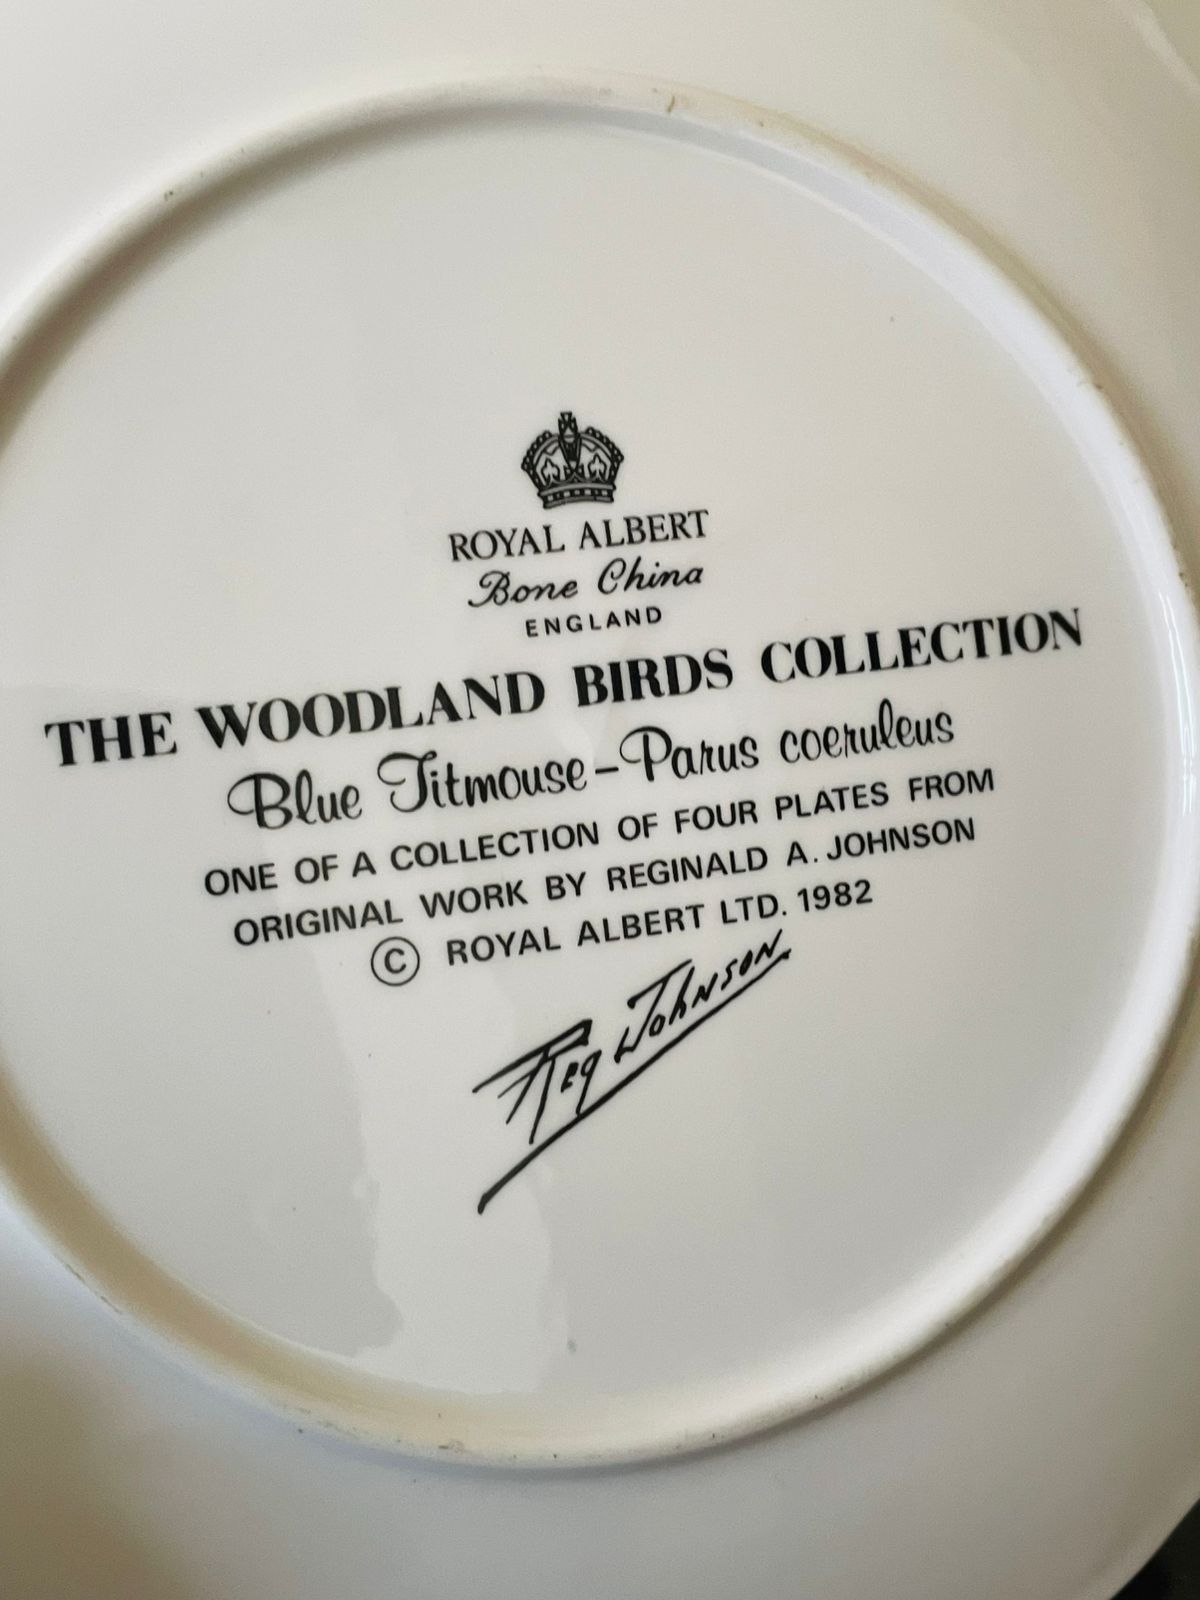 ROYAL ALBERT
Bone China
ENGLAND
THE WOODLAND BIRDS COLLECTION
Blue Titmouse – Parus coeruleus
ONE OF A COLLECTION OF FOUR PLATES FROM
ORIGINAL WORK BY REGINALD A. JOHNSON
© ROYAL ALBERT LTD. 1982
Reg Johnson